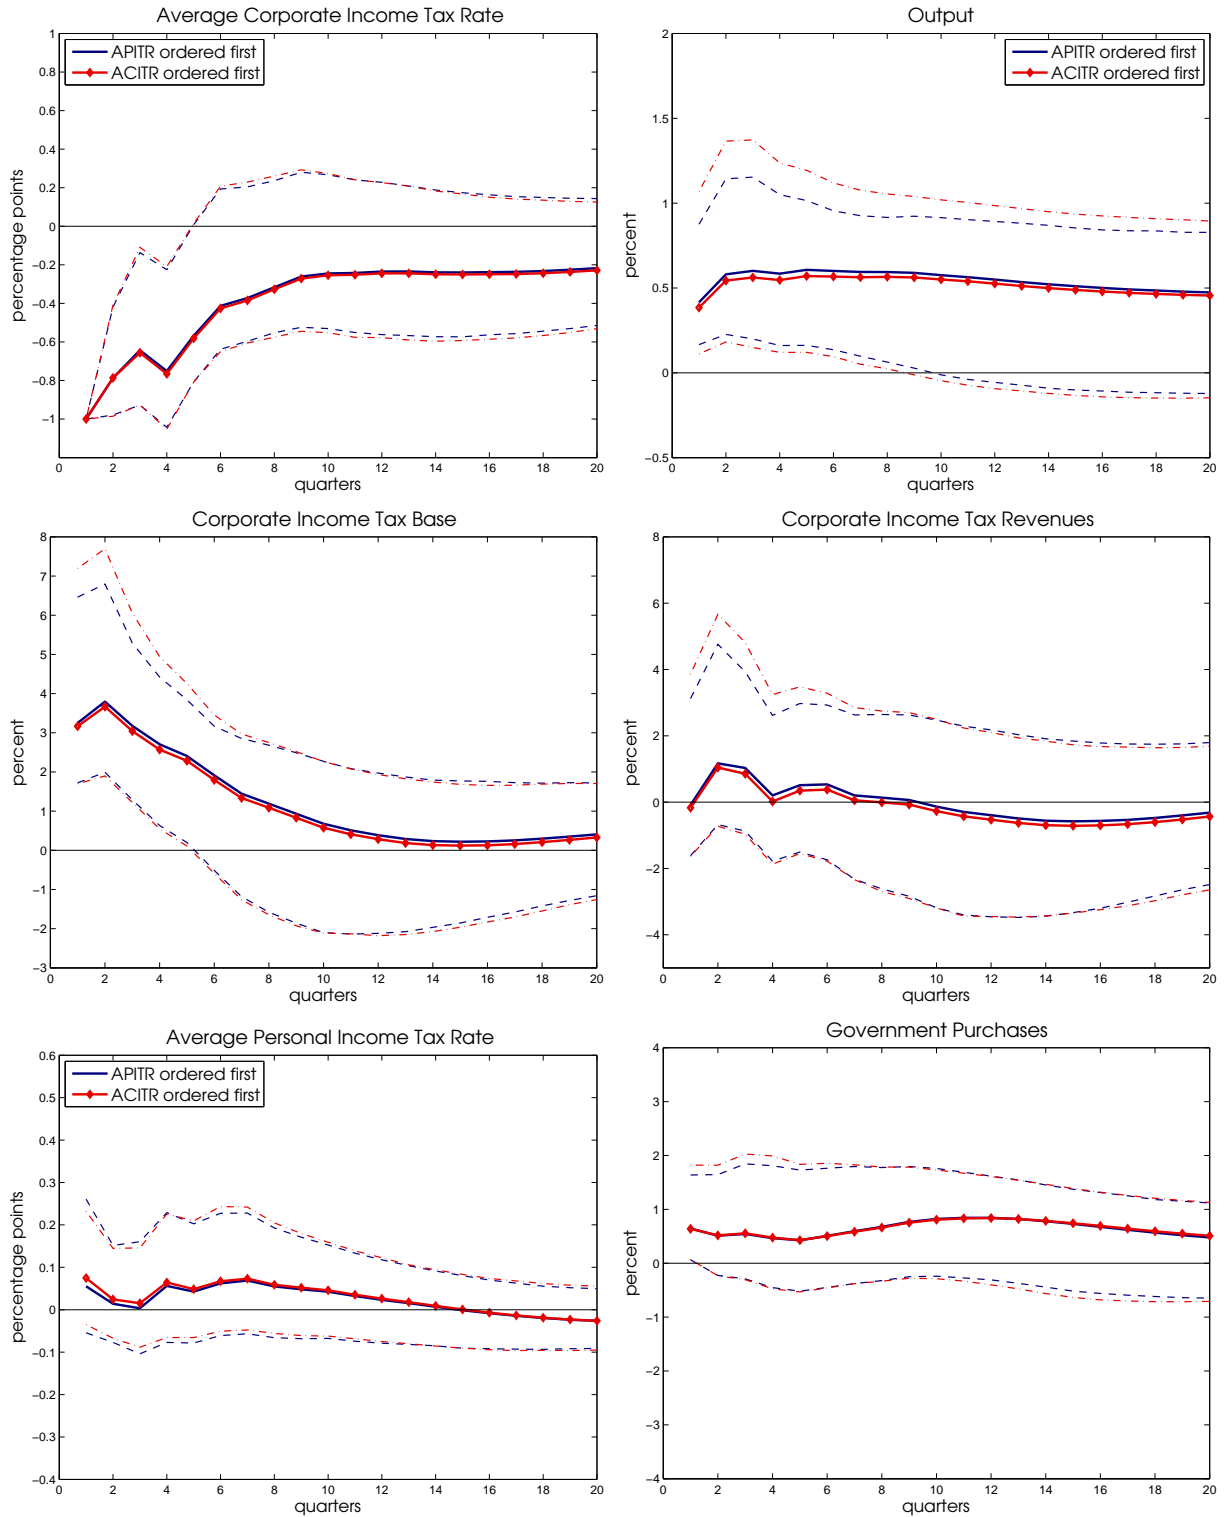 Average Corporate Income Tax Rate
1
0.8
0.6
0.4
0.2
0
−0.2
−0.4
−0.6
−0.8
−1
percentage points
APITR ordered first
ACITR ordered first
0 2 4 6 8 10 12 14 16 18 20
quarters
Output
2
1.5
1
0.5
0
−0.5
percent
APITR ordered first
ACITR ordered first
0 2 4 6 8 10 12 14 16 18 20
quarters
Corporate Income Tax Base
8
7
6
5
4
3
2
1
0
−1
−2
−3
percent
0 2 4 6 8 10 12 14 16 18 20
quarters
Corporate Income Tax Revenues
8
6
4
2
0
−2
−4
percent
0 2 4 6 8 10 12 14 16 18 20
quarters
Average Personal Income Tax Rate
0.6
0.5
0.4
0.3
0.2
0.1
0
−0.1
−0.2
−0.3
−0.4
percentage points
APITR ordered first
ACITR ordered first
0 2 4 6 8 10 12 14 16 18 20
quarters
Government Purchases
4
3
2
1
0
−1
−2
−3
−4
percent
0 2 4 6 8 10 12 14 16 18 20
quarters